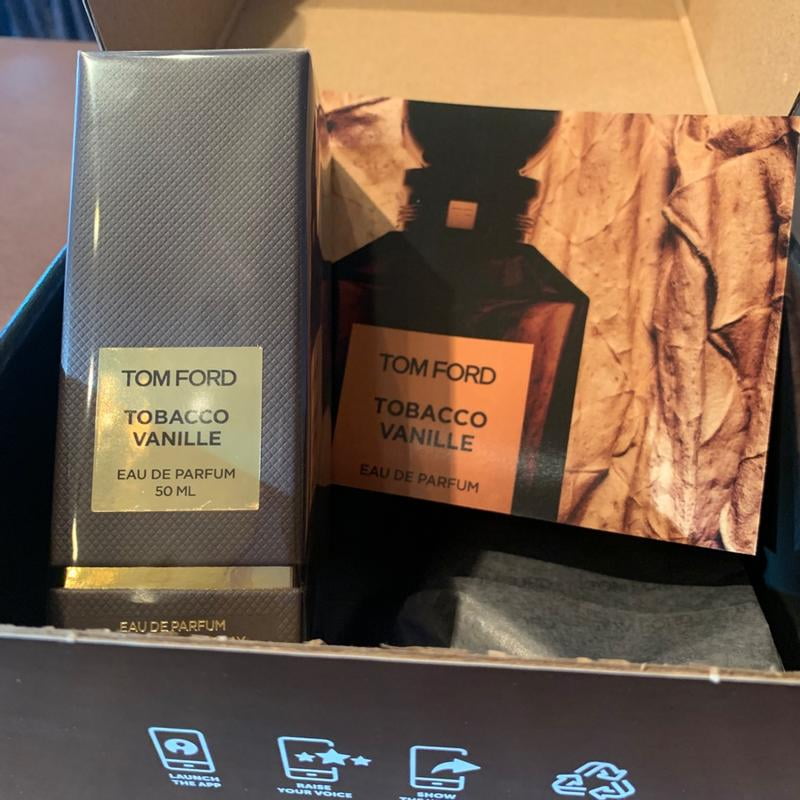 TOM FORD
TOBACCO
VANILLE
EAU DE PARFUM
50 ML
EAU DE PARFUM
TOM FORD
TOBACCO
VANILLE
EAU DE PARFUM
LAUNCH
THE APP
RAISE
YOUR VOICE
SHOW